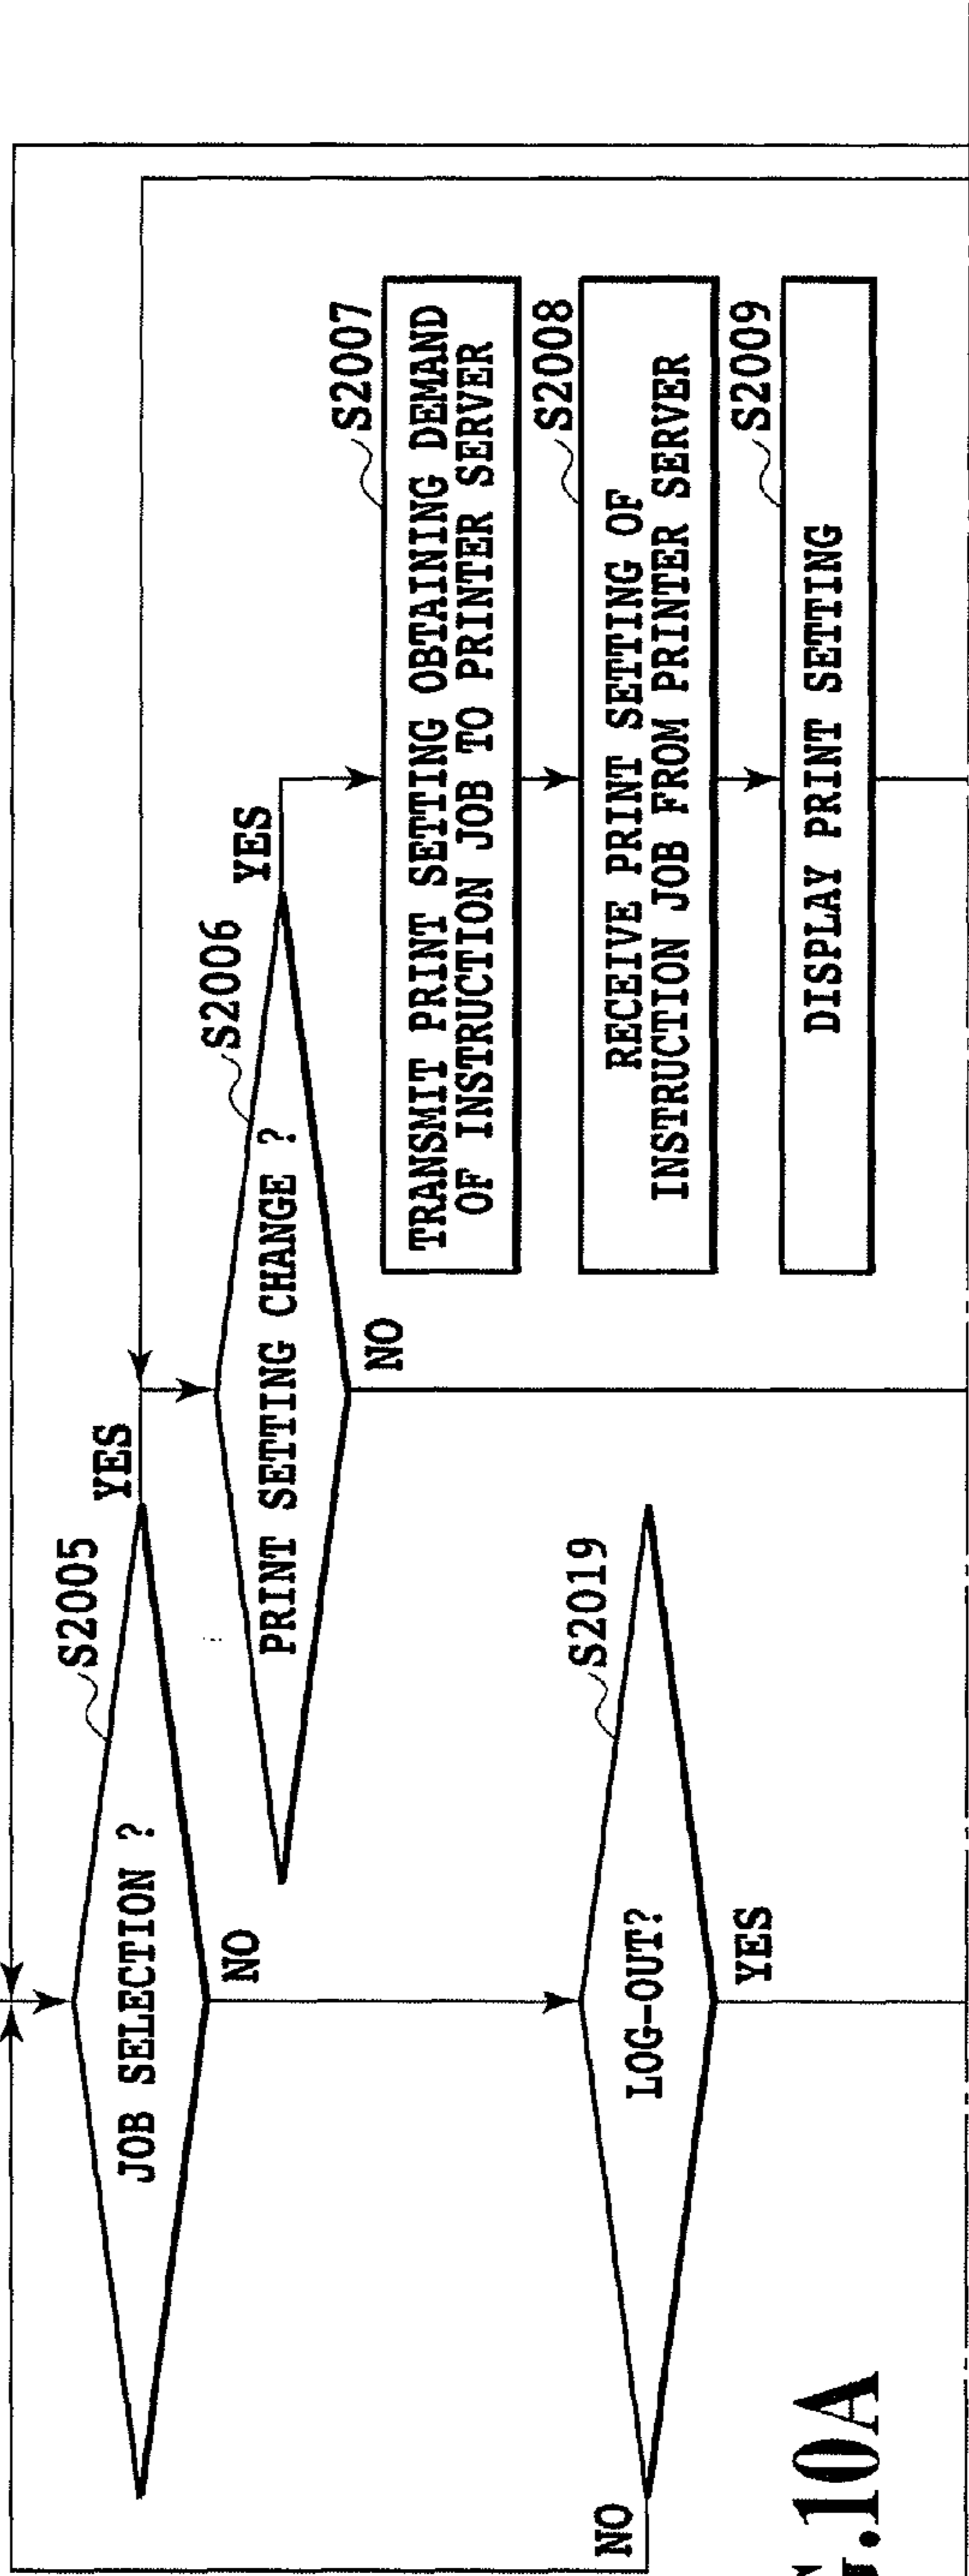 JOB SELECTION ?
S2005
YES
NO
PRINT SETTING CHANGE ?
S2006
YES
NO
S2007
TRANSMIT PRINT SETTING OBTAINING DEMAND
OF INSTRUCTION JOB TO PRINTER SERVER
S2008
RECEIVE PRINT SETTING OF
INSTRUCTION JOB FROM PRINTER SERVER
S2009
DISPLAY PRINT SETTING
S2019
LOG-OUT?
YES
NO
G.10A